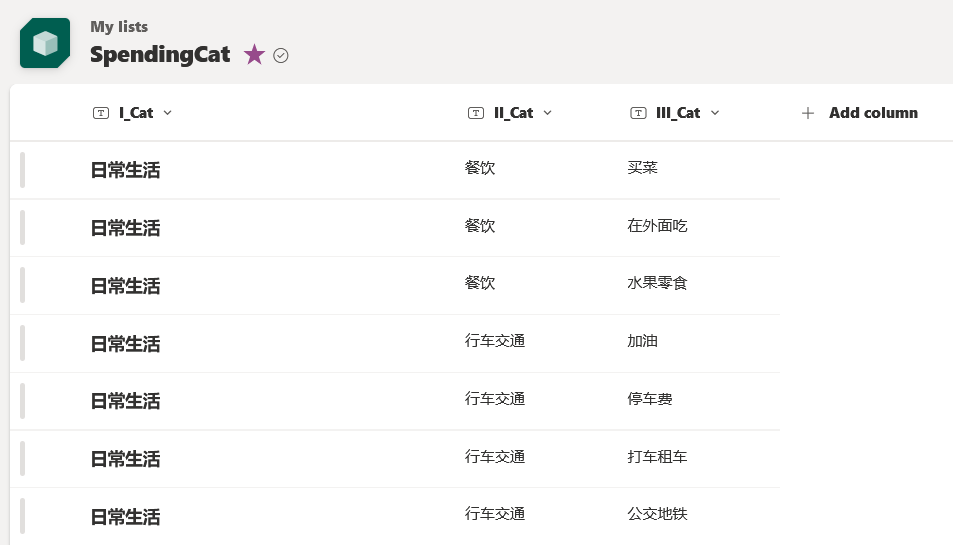 My lists
SpendingCat
I_Cat II_Cat III_Cat Add column
日常生活 餐饮 买菜
日常生活 餐饮 在外面吃
日常生活 餐饮 水果零食
日常生活 行车交通 加油
日常生活 行车交通 停车费
日常生活 行车交通 打车租车
日常生活 行车交通 公交地铁